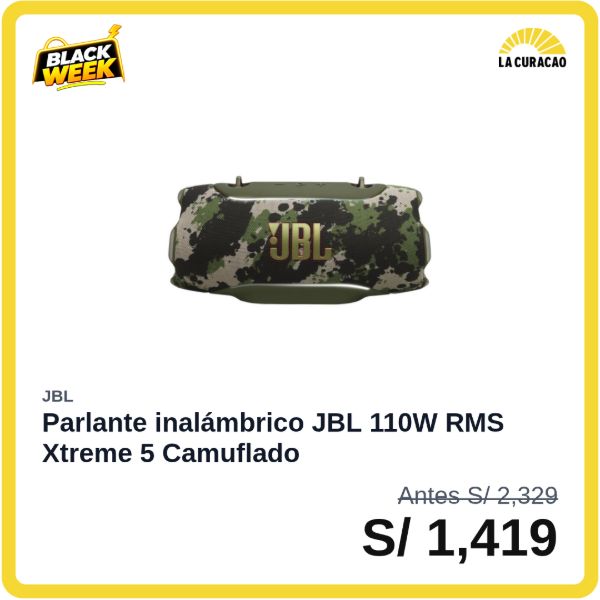 BLACK
WEEK
LA CURACAO
JBL
JBL
Parlante inalámbrico JBL 110W RMS
Xtreme 5 Camuflado
Antes S/ 2,329
S/ 1,419